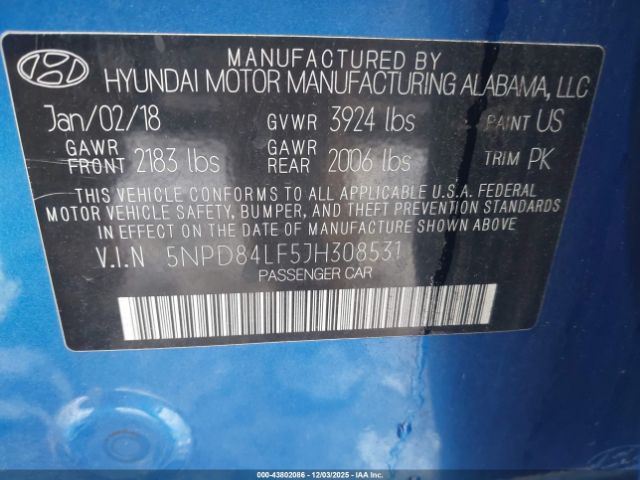 MANUFACTURED BY
HYUNDAI MOTOR MANUFACTURING ALABAMA, LLC
Jan/02/18 GVWR 3924 lbs PAINT US
GAWR FRONT 2183 lbs GAWR REAR 2006 lbs TRIM PK
THIS VEHICLE CONFORMS TO ALL APPLICABLE U.S.A. FEDERAL
MOTOR VEHICLE SAFETY, BUMPER, AND THEFT PREVENTION STANDARDS
IN EFFECT ON THE DATE OF MANUFACTURE SHOWN ABOVE.
V.I.N 5NPD84LF5JH308531
PASSENGER CAR
000-43802086 - 12/03/2025 - IAA Inc.